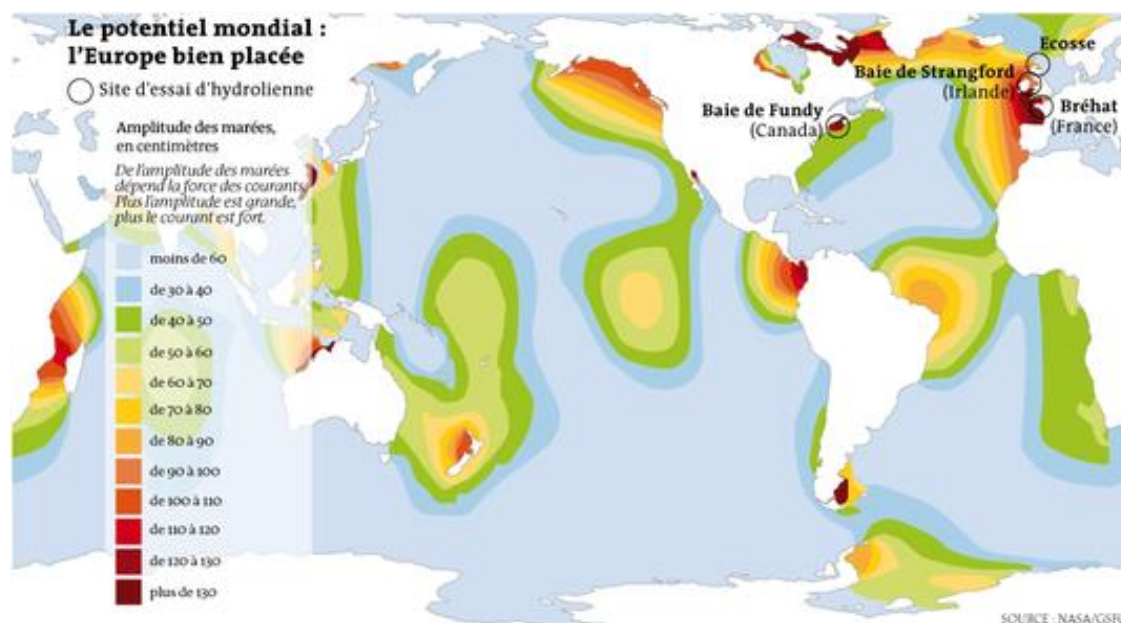 Le potentiel mondial :
l'Europe bien placée
Site d'essai d'hydrolienne
Amplitude des marées,
en centimètres
De l'amplitude des marées
dépend la force des courants.
Plus l'amplitude est grande,
plus le courant est fort.
moins de 60
de 30 à 40
de 40 à 50
de 50 à 60
de 60 à 70
de 70 à 80
de 80 à 90
de 90 à 100
de 100 à 110
de 110 à 120
de 120 à 130
plus de 130
Ecosse
Baie de Strangford
(Irlande)
Baie de Fundy
(Canada)
Bréhat
(France)
SOURCE : NASA/GSFC